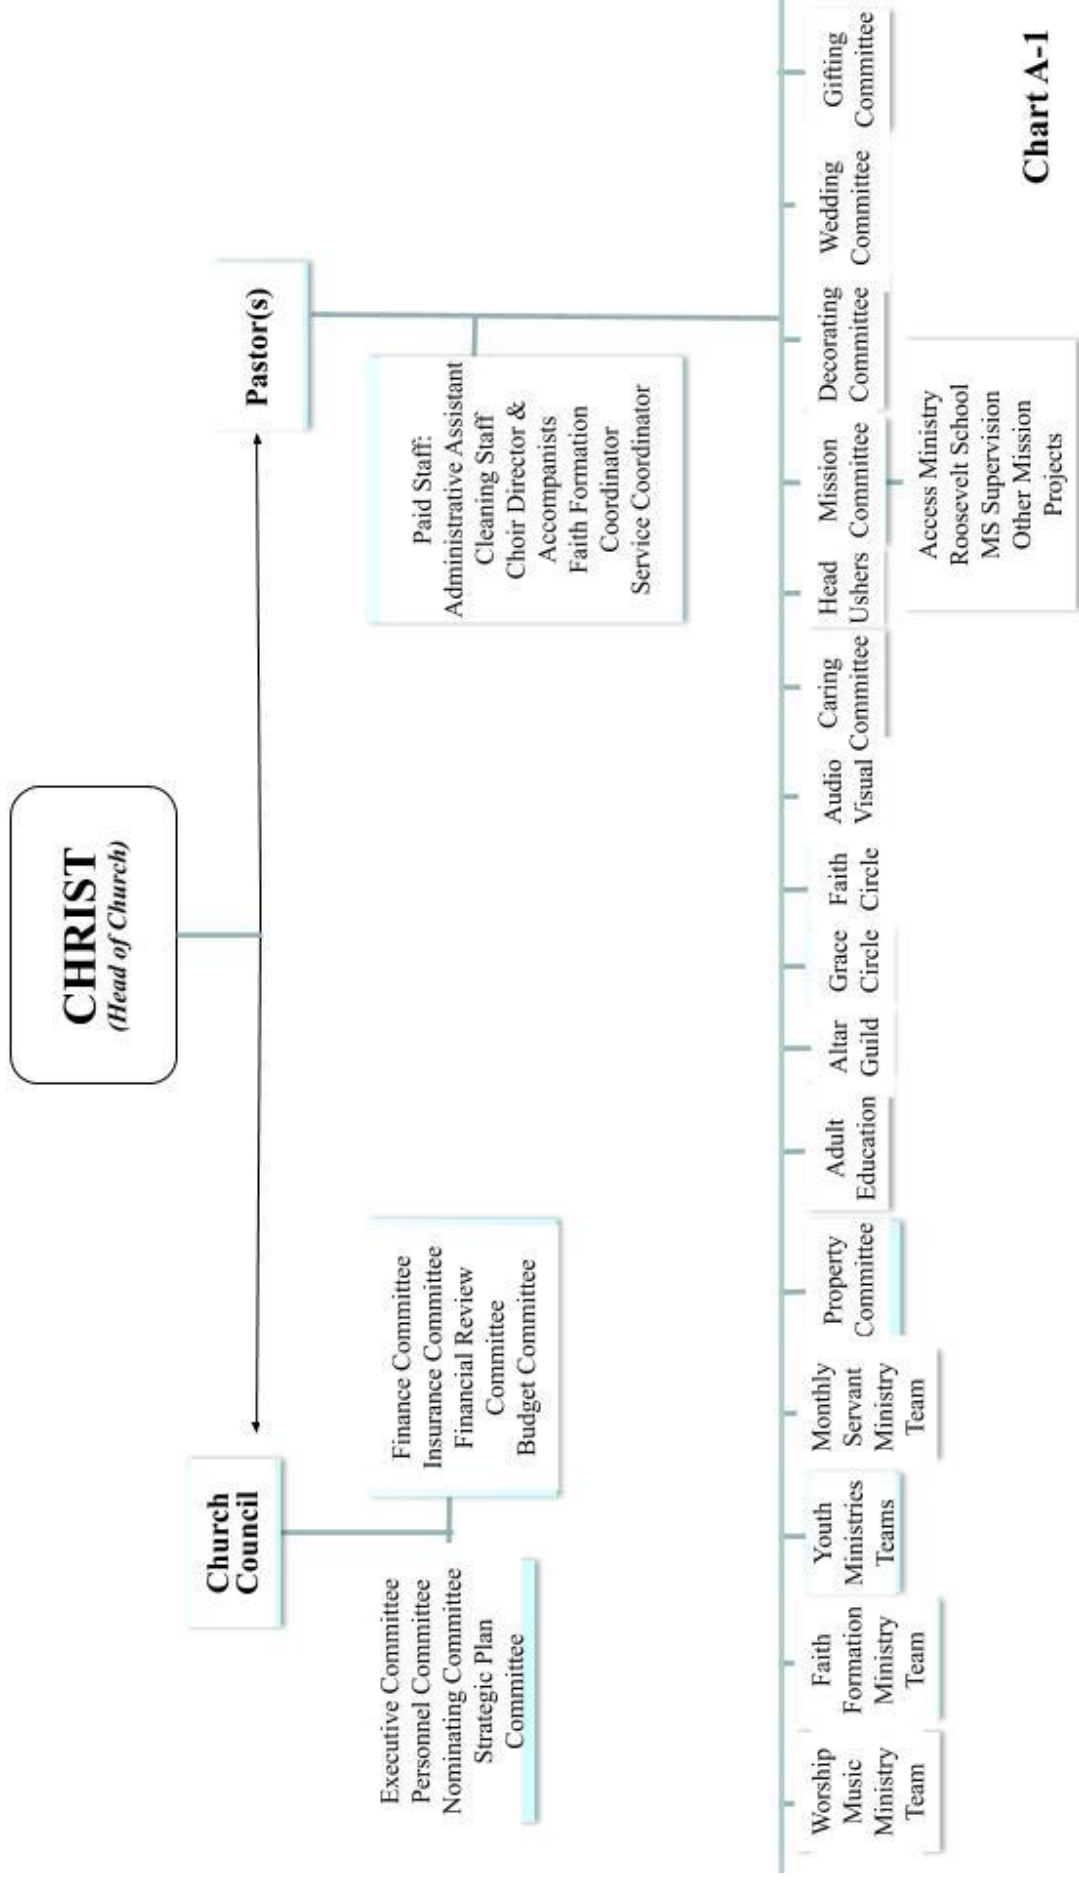 CHRIST
(Head of Church)
Church
Council
Pastor(s)
Executive Committee
Personnel Committee
Nominating Committee
Strategic Plan
Committee
Finance Committee
Insurance Committee
Financial Review
Committee
Budget Committee
Paid Staff:
Administrative Assistant
Cleaning Staff
Choir Director &
Accompanists
Faith Formation
Coordinator
Service Coordinator
Worship
Music
Ministry
Team
Faith
Formation
Ministry
Team
Youth
Ministries
Teams
Monthly
Servant
Ministry
Team
Property
Committee
Adult
Education
Altar
Guild
Grace
Circle
Faith
Circle
Audio
Visual
Caring
Committee
Head
Ushers
Mission
Committee
Decorating
Committee
Wedding
Committee
Gifting
Committee
Access Ministry
Roosevelt School
MS Supervision
Other Mission
Projects
Chart A-1